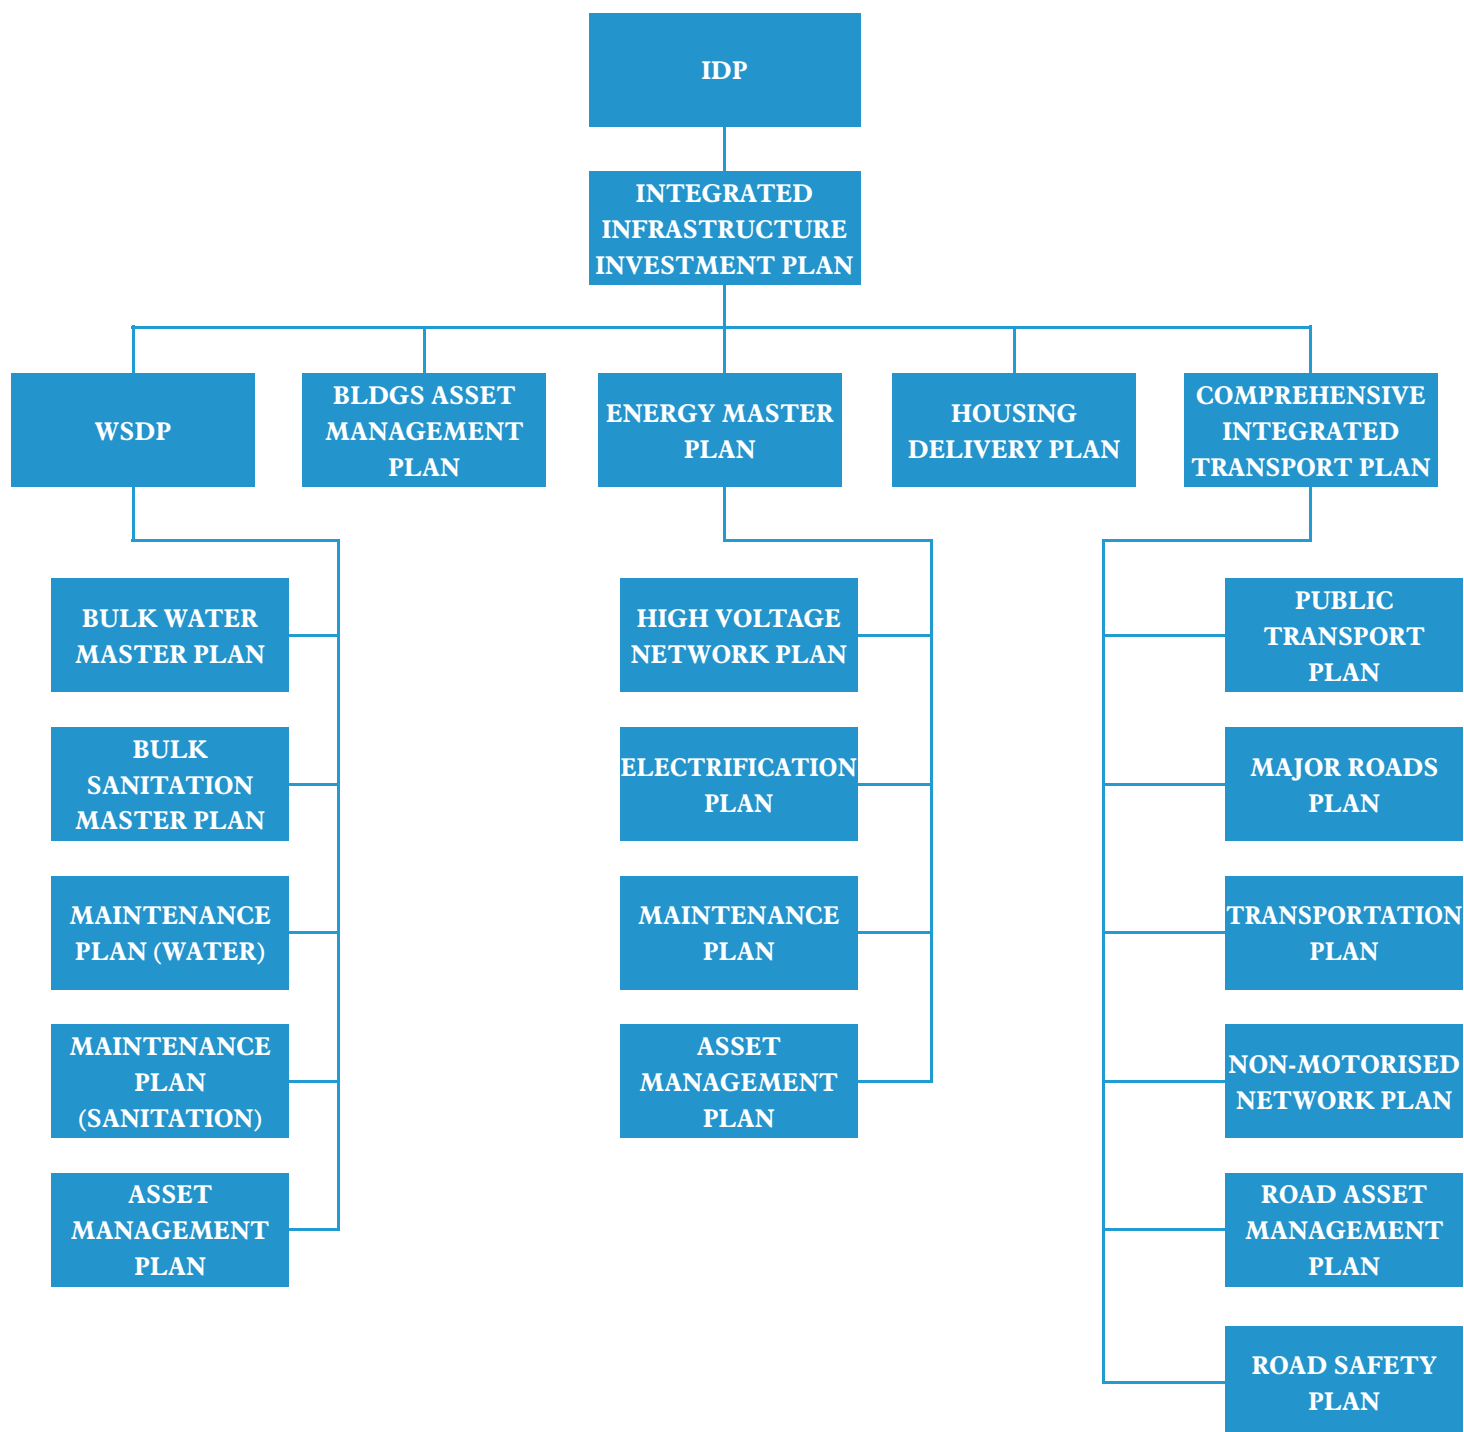 IDP
INTEGRATED
INFRASTRUCTURE
INVESTMENT PLAN
WSDP
BLDGS ASSET
MANAGEMENT
PLAN
ENERGY MASTER
PLAN
HOUSING
DELIVERY PLAN
COMPREHENSIVE
INTEGRATED
TRANSPORT PLAN
BULK WATER
MASTER PLAN
BULK
SANITATION
MASTER PLAN
MAINTENANCE
PLAN (WATER)
MAINTENANCE
PLAN
(SANITATION)
ASSET
MANAGEMENT
PLAN
HIGH VOLTAGE
NETWORK PLAN
ELECTRIFICATION
PLAN
MAINTENANCE
PLAN
ASSET
MANAGEMENT
PLAN
PUBLIC
TRANSPORT
PLAN
MAJOR ROADS
PLAN
TRANSPORTATION
PLAN
NON-MOTORISED
NETWORK PLAN
ROAD ASSET
MANAGEMENT
PLAN
ROAD SAFETY
PLAN